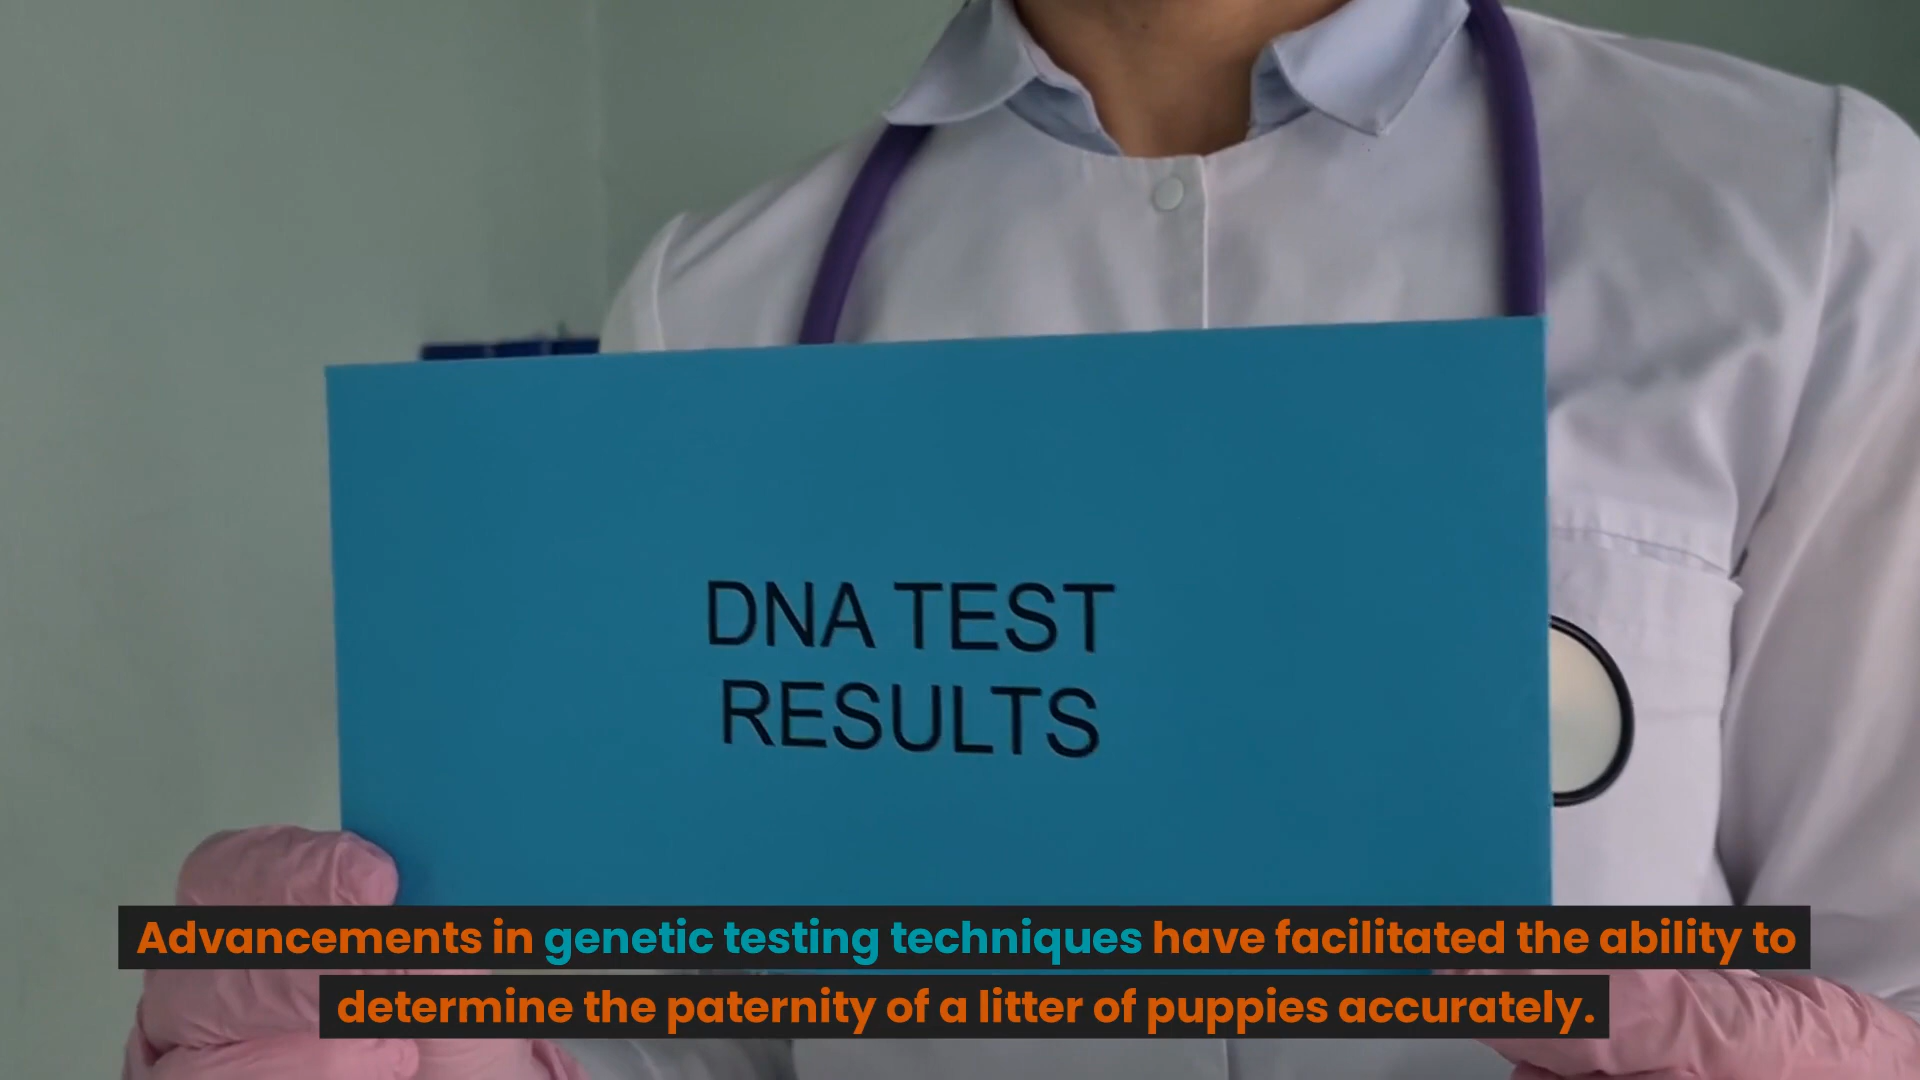 DNA TEST
RESULTS
Advancements in genetic testing techniques have facilitated the ability to
determine the paternity of a litter of puppies accurately.